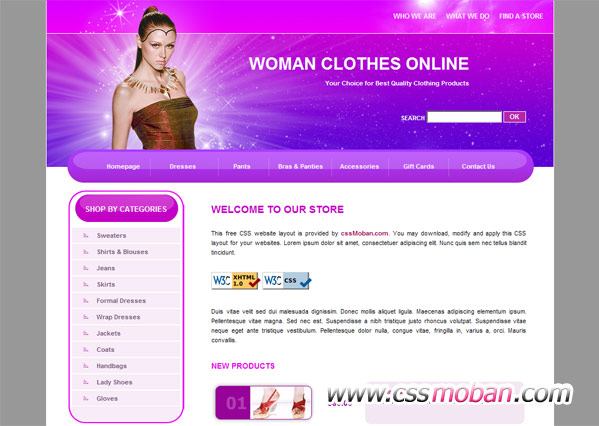 WHO WE ARE WHAT WE DO FIND A STORE
WOMAN CLOTHES ONLINE
Your Choice for Best Quality Clothing Products
SEARCH OK
Homepage Dresses Pants Bras & Panties Accessories Gift Cards Contact Us
SHOP BY CATEGORIES
Sweaters
Shirts & Blouses
Jeans
Skirts
Formal Dresses
Wrap Dresses
Jackets
Coats
Handbags
Lady Shoes
Gloves
WELCOME TO OUR STORE
This free CSS website layout is provided by cssMoban.com. You may download, modify and apply this CSS
layout for your websites. Lorem ipsum dolor sit amet, consectetuer adipiscing elit. Nunc quis sem nec tellus blandit
tincidunt.
W3C XHTML 1.0
W3C css
Duis vitae velit sed dui malesuada dignissim. Donec mollis aliquet ligula. Maecenas adipiscing elementum ipsum.
Pellentesque vitae magna. Sed nec est. Suspendisse a nibh tristique justo rhoncus volutpat. Suspendisse vitae
neque eget ante tristique vestibulum. Pellentesque dolor nulla, congue vitae, fringilla in, varius a, orci. Mauris
convallis.
NEW PRODUCTS
01
www.cssmoban.com